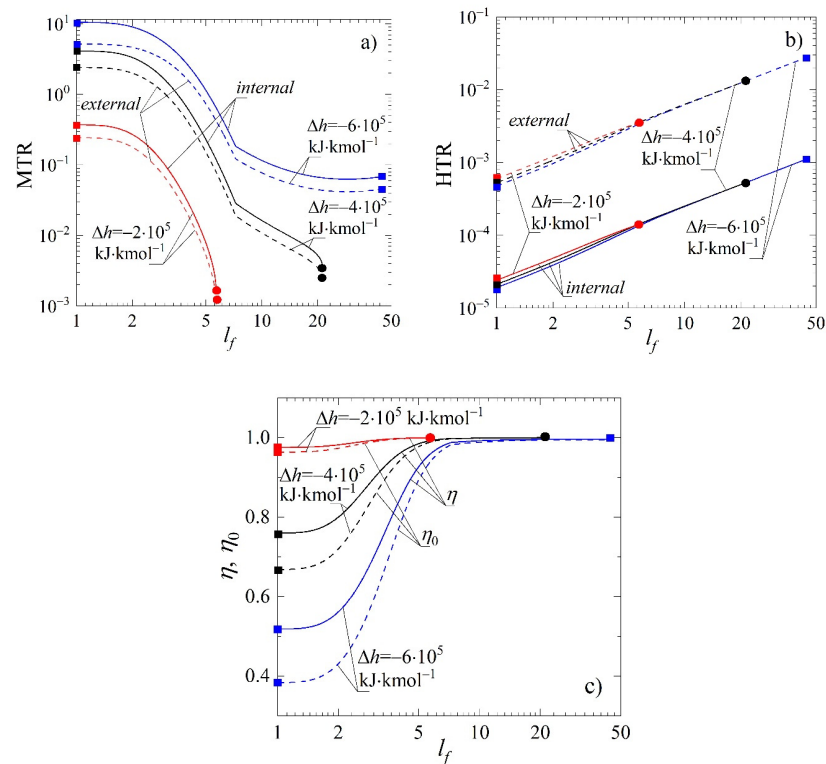 a)
MTR
10¹
10⁰
10⁻¹
10⁻²
10⁻³
external
internal
Δh=−6·10⁵
kJ·kmol⁻¹
Δh=−4·10⁵
kJ·kmol⁻¹
Δh=−2·10⁵
kJ·kmol⁻¹
1 2 5 10 20 50
l_f
b)
HTR
10⁻¹
10⁻²
10⁻³
10⁻⁴
10⁻⁵
external
Δh=−4·10⁵
kJ·kmol⁻¹
Δh=−2·10⁵
kJ·kmol⁻¹
Δh=−6·10⁵
kJ·kmol⁻¹
internal
1 2 5 10 20 50
l_f
c)
η, η₀
1.0
0.8
0.6
0.4
Δh=−2·10⁵ kJ·kmol⁻¹
Δh=−4·10⁵
kJ·kmol⁻¹
η
η₀
Δh=−6·10⁵
kJ·kmol⁻¹
1 2 5 10 20 50
l_f